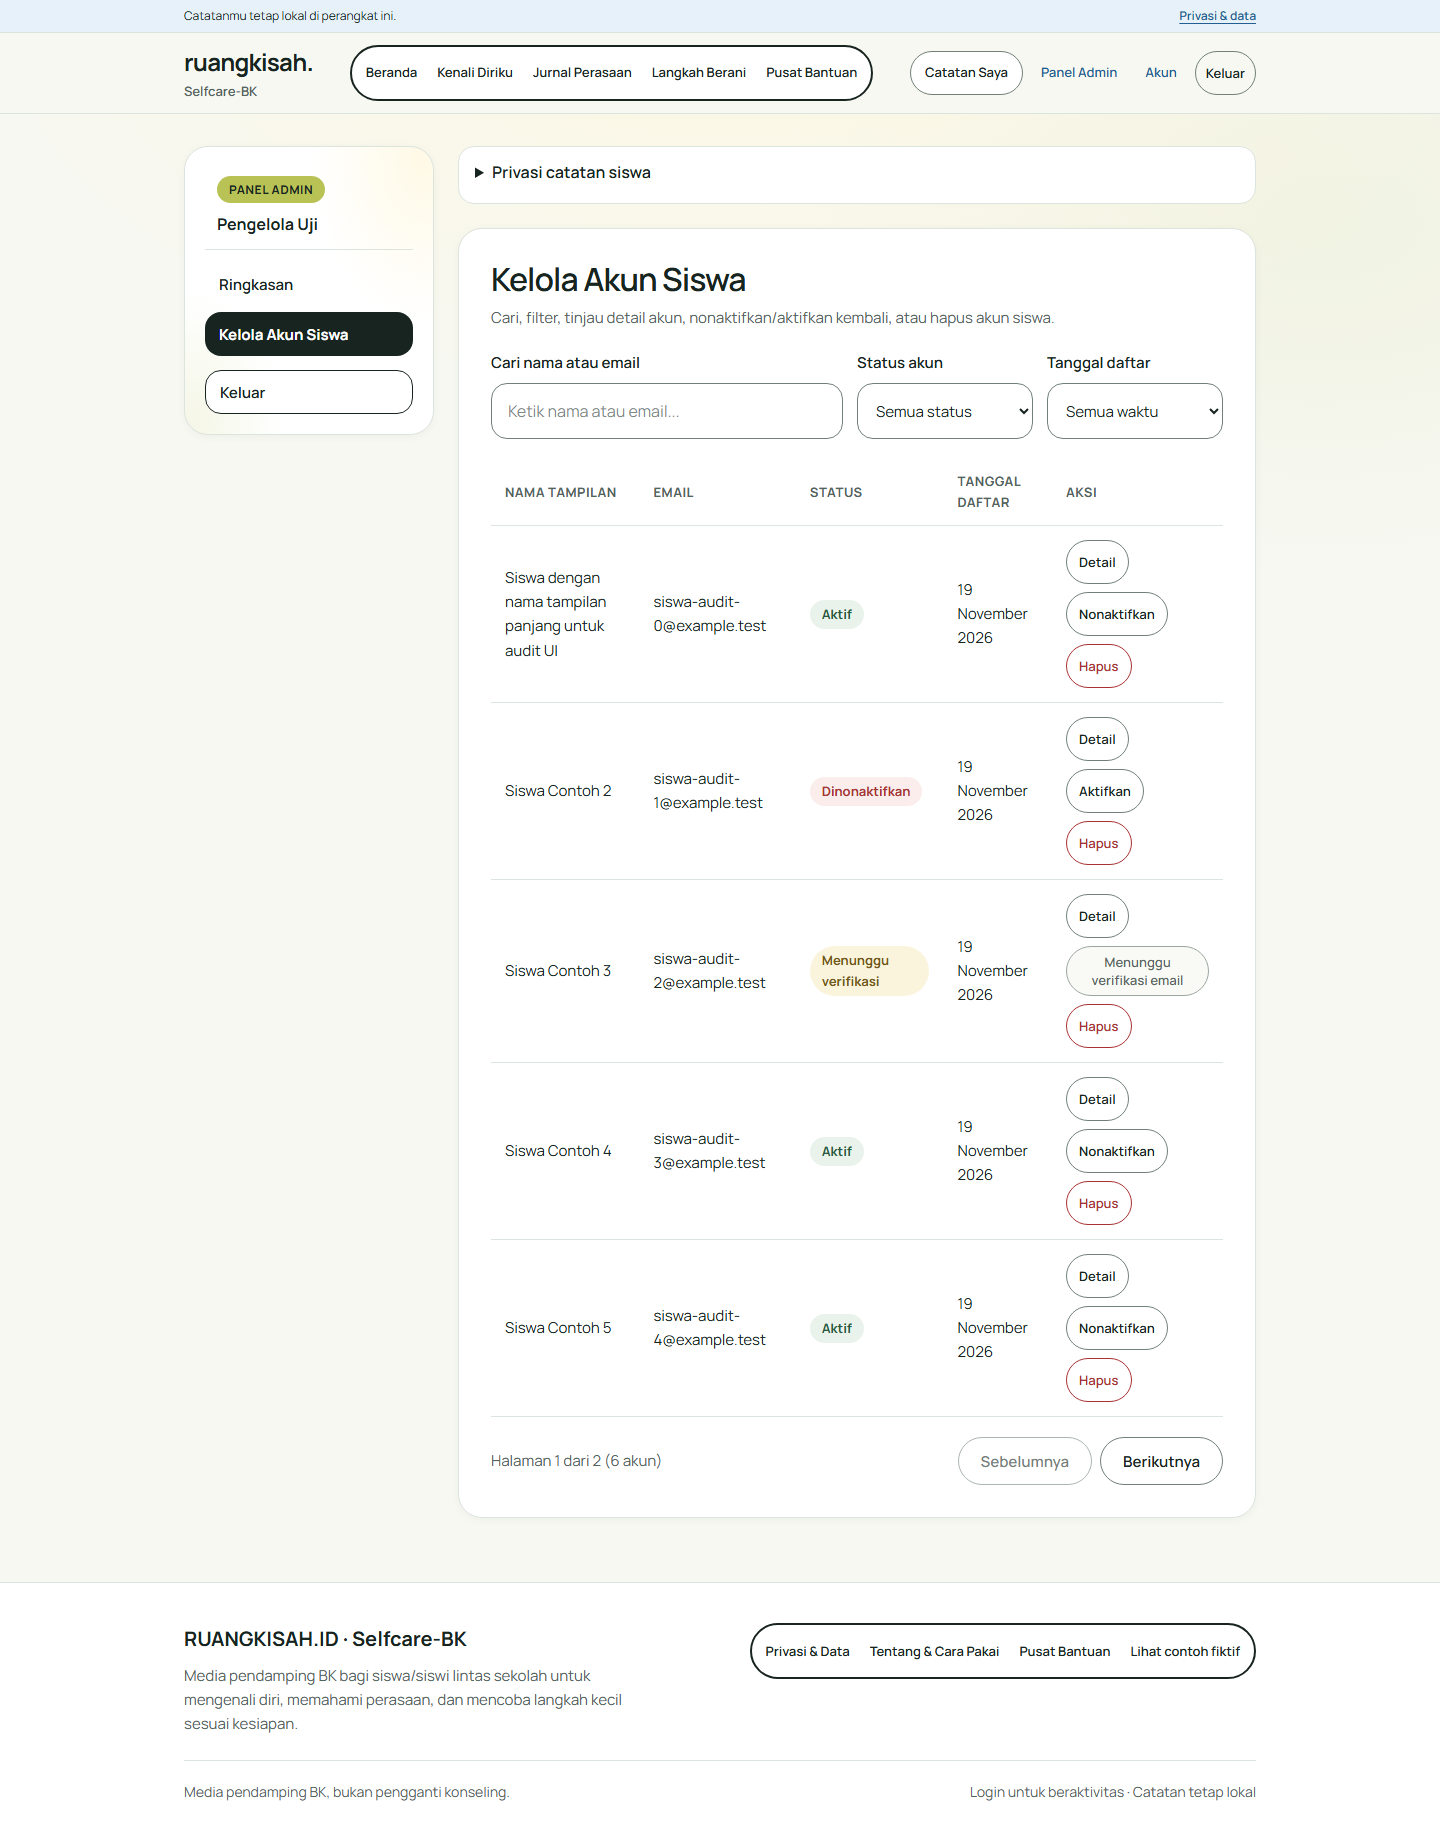 Catatanmu tetap lokal di perangkat ini.
Privasi & data
ruangkisah.
Selfcare-BK
Beranda
Kenali Diriku
Jurnal Perasaan
Langkah Berani
Pusat Bantuan
Catatan Saya
Panel Admin
Akun
Keluar
PANEL ADMIN
Pengelola Uji
Ringkasan
Kelola Akun Siswa
Keluar
Privasi catatan siswa
Kelola Akun Siswa
Cari, filter, tinjau detail akun, nonaktifkan/aktifkan kembali, atau hapus akun siswa.
Cari nama atau email
Status akun
Tanggal daftar
Ketik nama atau email...
Semua status
Semua waktu
NAMA TAMPILAN
EMAIL
STATUS
TANGGAL
DAFTAR
AKSI
Siswa dengan
nama tampilan
panjang untuk
audit UI
siswa-audit-
0@example.test
Aktif
19
November
2026
Detail
Nonaktifkan
Hapus
Siswa Contoh 2
siswa-audit-
1@example.test
Dinonaktifkan
19
November
2026
Detail
Aktifkan
Hapus
Siswa Contoh 3
siswa-audit-
2@example.test
Menunggu
verifikasi
19
November
2026
Detail
Menunggu
verifikasi email
Hapus
Siswa Contoh 4
siswa-audit-
3@example.test
Aktif
19
November
2026
Detail
Nonaktifkan
Hapus
Siswa Contoh 5
siswa-audit-
4@example.test
Aktif
19
November
2026
Detail
Nonaktifkan
Hapus
Halaman 1 dari 2 (6 akun)
Sebelumnya
Berikutnya
RUANGKISAH.ID · Selfcare-BK
Media pendamping BK bagi siswa/siswi lintas sekolah untuk
mengenali diri, memahami perasaan, dan mencoba langkah kecil
sesuai kesiapan.
Privasi & Data
Tentang & Cara Pakai
Pusat Bantuan
Lihat contoh fiktif
Media pendamping BK, bukan pengganti konseling.
Login untuk beraktivitas · Catatan tetap lokal